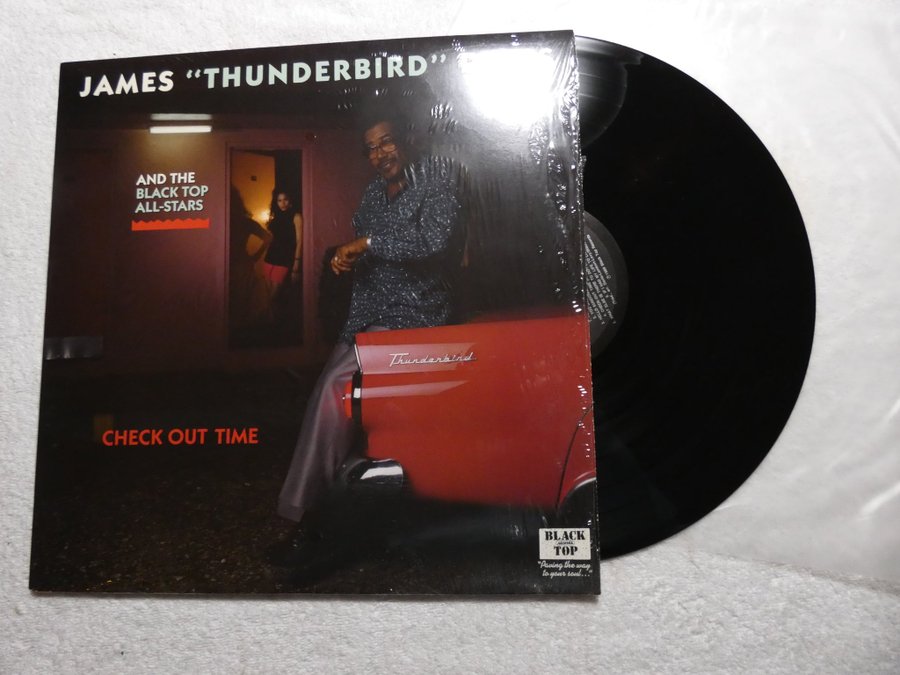 JAMES "THUNDERBIRD"
AND THE
BLACK TOP
ALL-STARS
Thunderbird
CHECK OUT TIME
BLACK
TOP
"Paving the way
to your soul..."